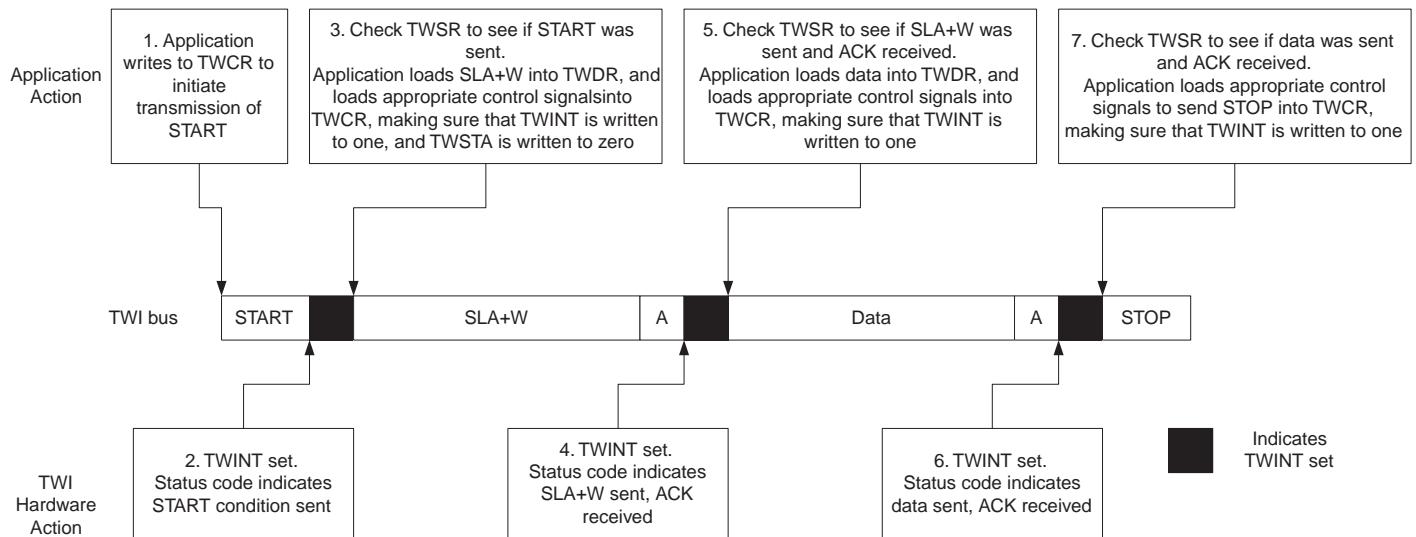 Application
Action
1. Application
writes to TWCR to
initiate
transmission of
START
3. Check TWSR to see if START was
sent.
Application loads SLA+W into TWDR, and
loads appropriate control signalsinto
TWCR, making sure that TWINT is written
to one, and TWSTA is written to zero
5. Check TWSR to see if SLA+W was
sent and ACK received.
Application loads data into TWDR, and
loads appropriate control signals into
TWCR, making sure that TWINT is
written to one
7. Check TWSR to see if data was sent
and ACK received.
Application loads appropriate control
signals to send STOP into TWCR,
making sure that TWINT is written to one
TWI bus
START
SLA+W
A
Data
A
STOP
TWI
Hardware
Action
2. TWINT set.
Status code indicates
START condition sent
4. TWINT set.
Status code indicates
SLA+W sent, ACK
received
6. TWINT set.
Status code indicates
data sent, ACK received
Indicates
TWINT set